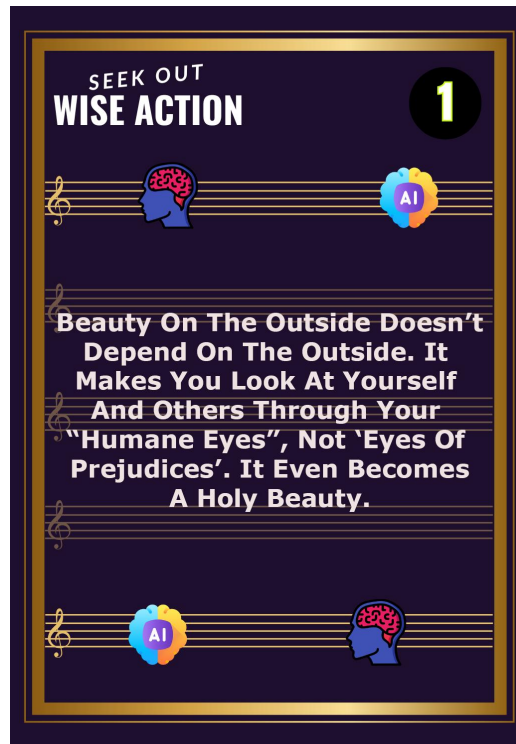 SEEK OUT
WISE ACTION
1
AI
Beauty On The Outside Doesn’t
Depend On The Outside. It
Makes You Look At Yourself
And Others Through Your
“Humane Eyes”, Not ‘Eyes Of
Prejudices’. It Even Becomes
A Holy Beauty.
AI